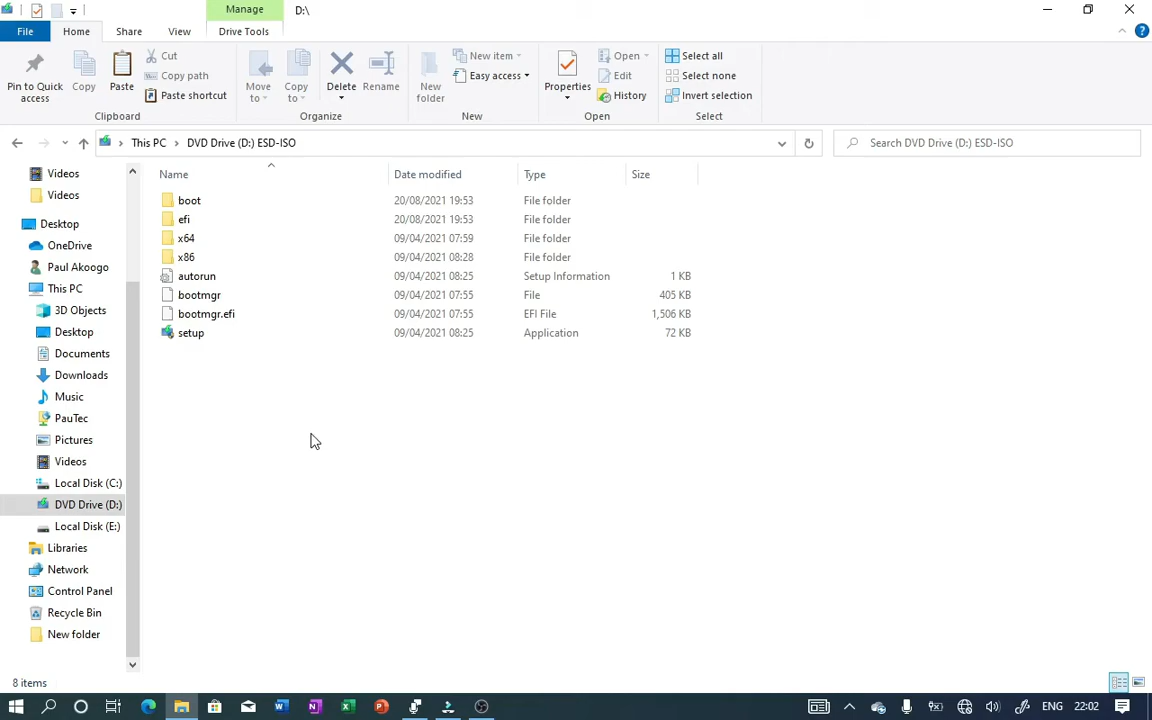 Manage
D:\
File
Home
Share
View
Drive Tools
Pin to Quick access
Copy
Paste
Cut
Copy path
Paste shortcut
Clipboard
Move to
Copy to
Delete
Rename
Organize
New folder
New item
Easy access
New
Properties
Open
Edit
History
Open
Select all
Select none
Invert selection
Select
This PC > DVD Drive (D:) ESD-ISO
Search DVD Drive (D:) ESD-ISO
Name Date modified Type Size
boot 20/08/2021 19:53 File folder
efi 20/08/2021 19:53 File folder
x64 09/04/2021 07:59 File folder
x86 09/04/2021 08:28 File folder
autorun 09/04/2021 08:25 Setup Information 1 KB
bootmgr 09/04/2021 07:55 File 405 KB
bootmgr.efi 09/04/2021 07:55 EFI File 1,506 KB
setup 09/04/2021 08:25 Application 72 KB
Videos
Videos
Desktop
OneDrive
Paul Akoogo
This PC
3D Objects
Desktop
Documents
Downloads
Music
PauTec
Pictures
Videos
Local Disk (C:)
DVD Drive (D:)
Local Disk (E:)
Libraries
Network
Control Panel
Recycle Bin
New folder
8 items
ENG 22:02